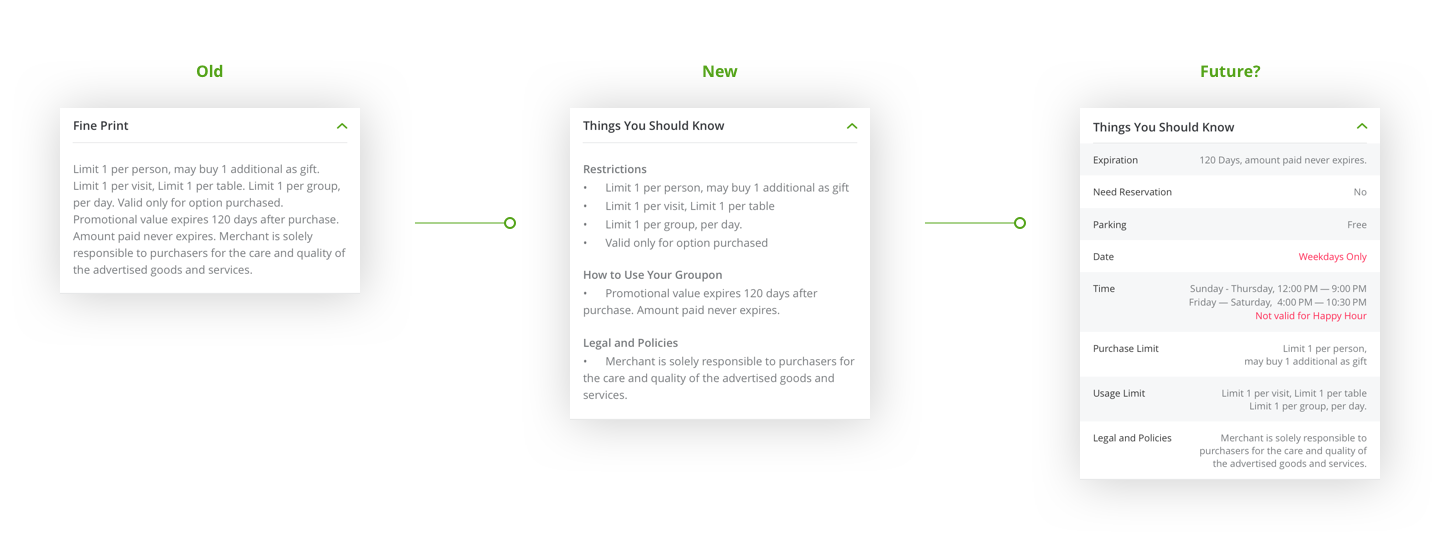 Old
Fine Print
Limit 1 per person, may buy 1 additional as gift.
Limit 1 per visit, Limit 1 per table. Limit 1 per group,
per day. Valid only for option purchased.
Promotional value expires 120 days after purchase.
Amount paid never expires. Merchant is solely
responsible to purchasers for the care and quality of
the advertised goods and services.
New
Things You Should Know
Restrictions
• Limit 1 per person, may buy 1 additional as gift
• Limit 1 per visit, Limit 1 per table
• Limit 1 per group, per day.
• Valid only for option purchased
How to Use Your Groupon
• Promotional value expires 120 days after
purchase. Amount paid never expires.
Legal and Policies
• Merchant is solely responsible to purchasers for
the care and quality of the advertised goods and
services.
Future?
Things You Should Know
Expiration 120 Days, amount paid never expires.
Need Reservation No
Parking Free
Date Weekdays Only
Time Sunday - Thursday, 12:00 PM — 9:00 PM
Friday — Saturday, 4:00 PM — 10:30 PM
Not valid for Happy Hour
Purchase Limit Limit 1 per person,
may buy 1 additional as gift
Usage Limit Limit 1 per visit, Limit 1 per table
Limit 1 per group, per day.
Legal and Policies Merchant is solely responsible to
purchasers for the care and quality of
the advertised goods and services.